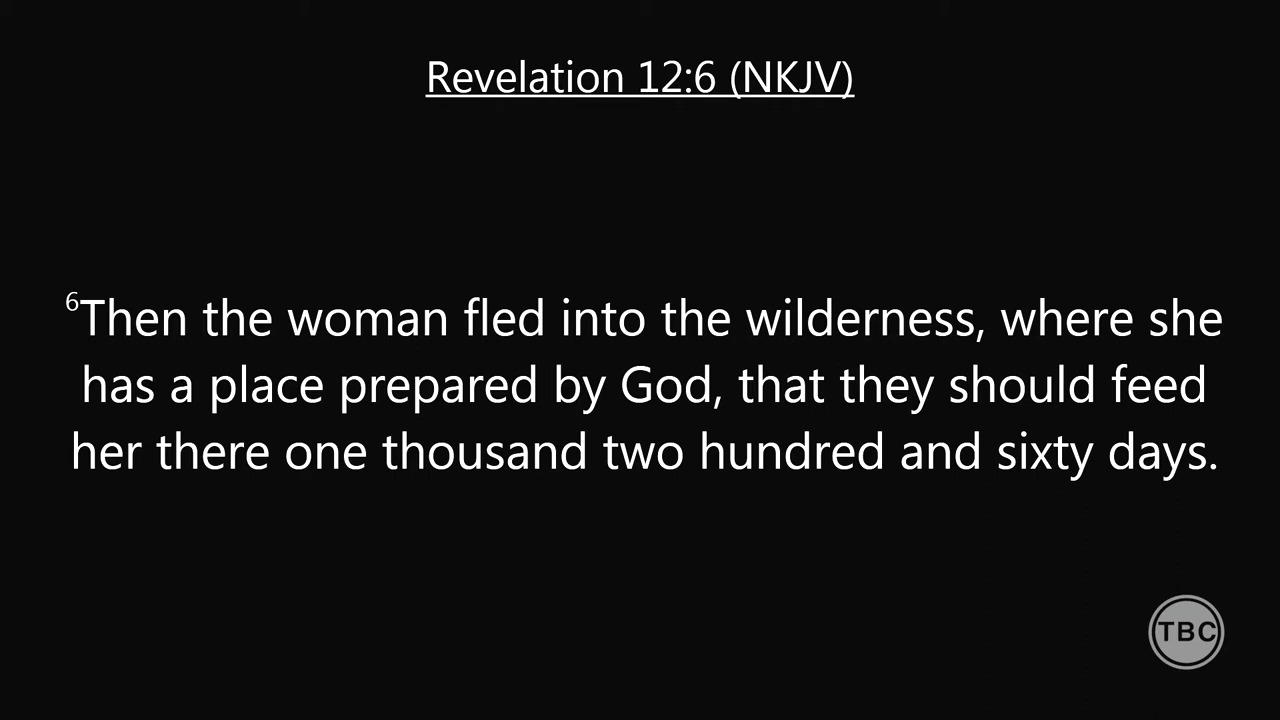 Revelation 12:6 (NKJV)
6Then the woman fled into the wilderness, where she
has a place prepared by God, that they should feed
her there one thousand two hundred and sixty days.
TBC